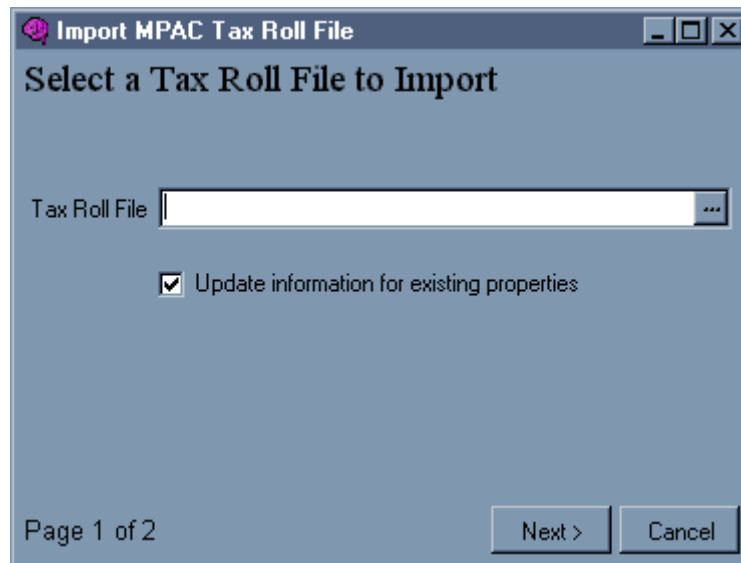 Import MPAC Tax Roll File
Select a Tax Roll File to Import
Tax Roll File
...
Update information for existing properties
Page 1 of 2
Next >
Cancel